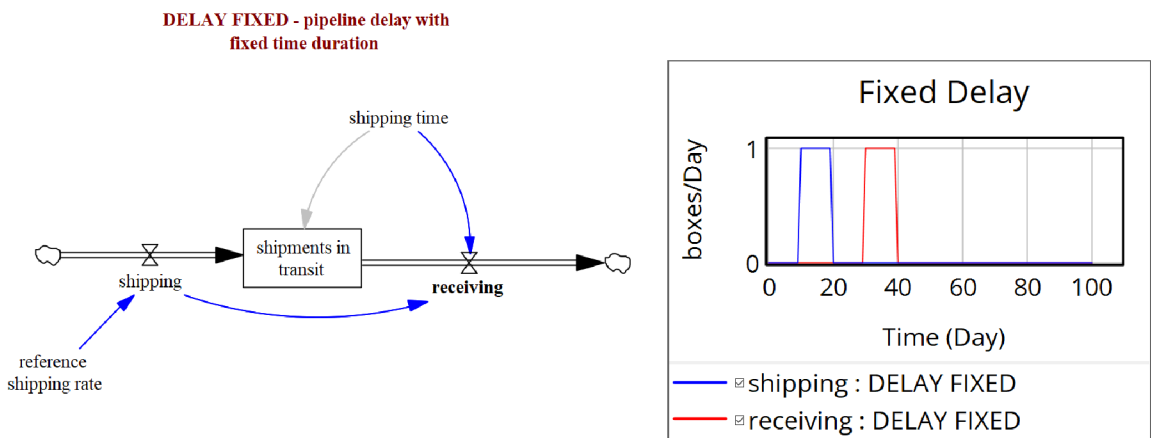 DELAY FIXED - pipeline delay with
fixed time duration
shipping time
shipments in
transit
shipping
receiving
reference
shipping rate
Fixed Delay
boxes/Day
1
0
0 20 40 60 80 100
Time (Day)
shipping : DELAY FIXED
receiving : DELAY FIXED